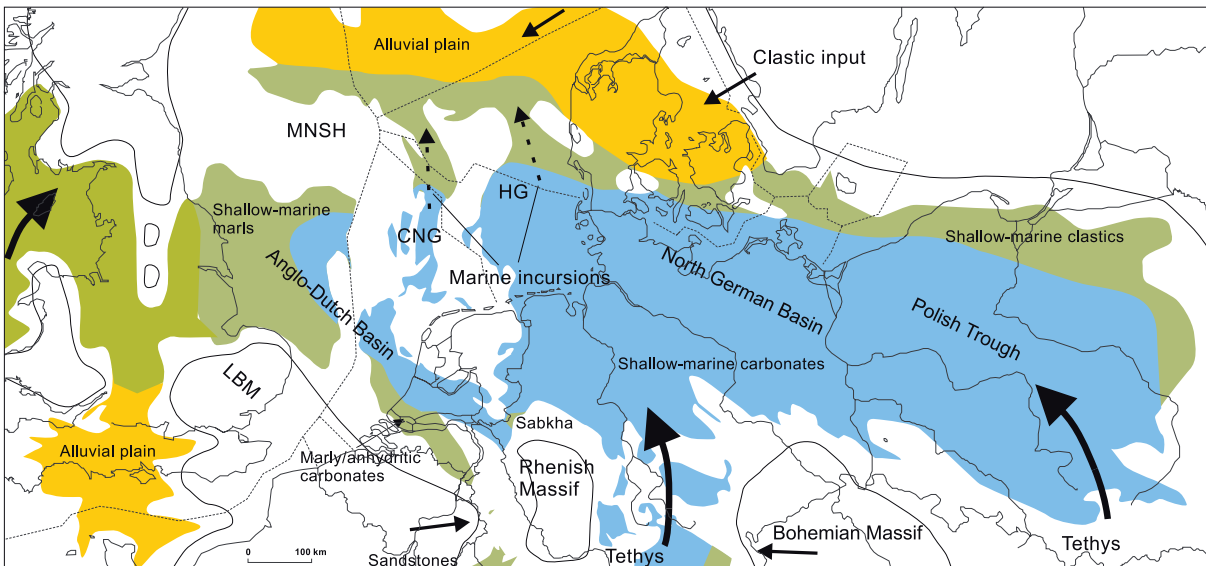 Alluvial plain
Clastic input
MNSH
HG
Shallow-marine
marls
CNG
Shallow-marine clastics
Marine incursions
Anglo-Dutch Basin
North German Basin
Polish Trough
Shallow-marine carbonates
LBM
Sabkha
Alluvial plain
Marly/anhydritic
carbonates
Rhenish
Massif
Bohemian Massif
0 100 km
Sandstones
Tethys
Tethys